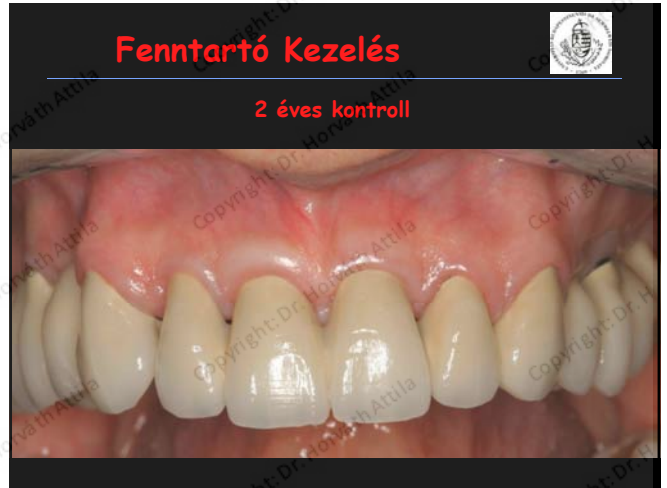 Fenntartó Kezelés
2 éves kontroll
Copyright: Dr. Horváth Attila